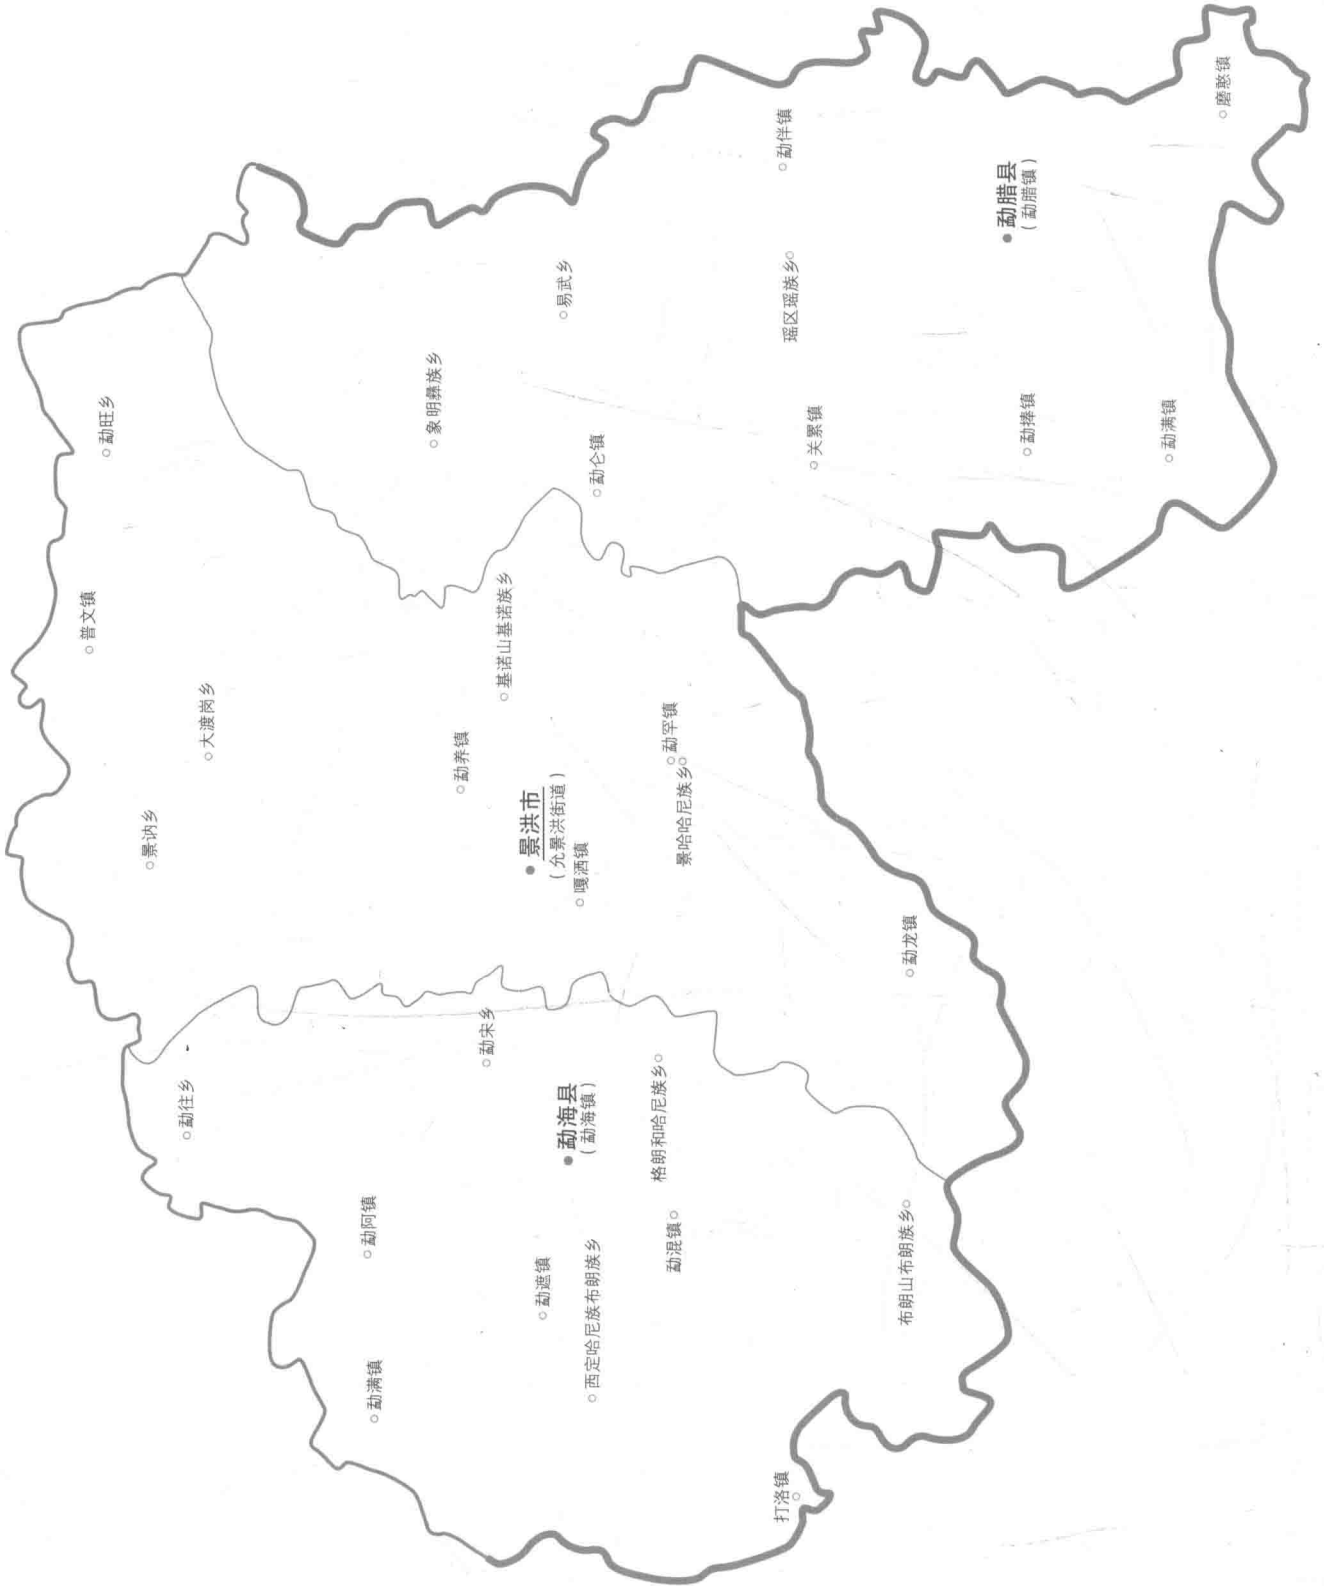 勐旺乡
普文镇
大渡岗乡
景讷乡
勐养镇
基诺山基诺族乡
景洪市
（允景洪街道）
嘎洒镇
勐罕镇
景哈哈尼族乡
勐龙镇
象明彝族乡
易武乡
勐仑镇
勐伴镇
瑶区瑶族乡
关累镇
勐腊县
（勐腊镇）
勐捧镇
勐满镇
磨憨镇
勐往乡
勐阿镇
勐满镇
勐宋乡
勐海县
（勐海镇）
勐遮镇
西定哈尼族布朗族乡
格朗和哈尼族乡
勐混镇
布朗山布朗族乡
打洛镇